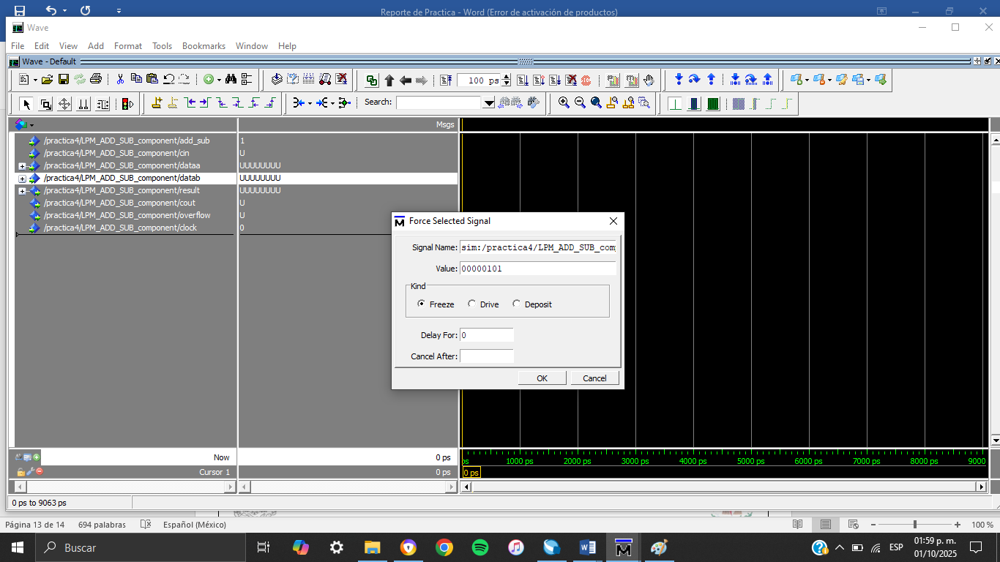 Reporte de Practica - Word (Error de activación de productos)
Wave
File Edit View Add Format Tools Bookmarks Window Help
Wave - Default
100 ps
Search:
Msgs
/practica4/LPM_ADD_SUB_component/add_sub 1
/practica4/LPM_ADD_SUB_component/cin U
/practica4/LPM_ADD_SUB_component/dataa UUUUUUUU
/practica4/LPM_ADD_SUB_component/datab UUUUUUUU
/practica4/LPM_ADD_SUB_component/result UUUUUUUU
/practica4/LPM_ADD_SUB_component/cout U
/practica4/LPM_ADD_SUB_component/overflow U
/practica4/LPM_ADD_SUB_component/clock 0
Force Selected Signal
Signal Name: sim:/practica4/LPM_ADD_SUB_com
Value: 00000101
Kind
Freeze Drive Deposit
Delay For: 0
Cancel After:
OK Cancel
Now 0 ps
ps 1000 ps 2000 ps 3000 ps 4000 ps 5000 ps 6000 ps 7000 ps 8000 ps 9000
Cursor 1 0 ps 0 ps
0 ps to 9063 ps
Página 13 de 14 694 palabras Español (México) 100 %
Buscar
ESP
01:59 p. m.
01/10/2025